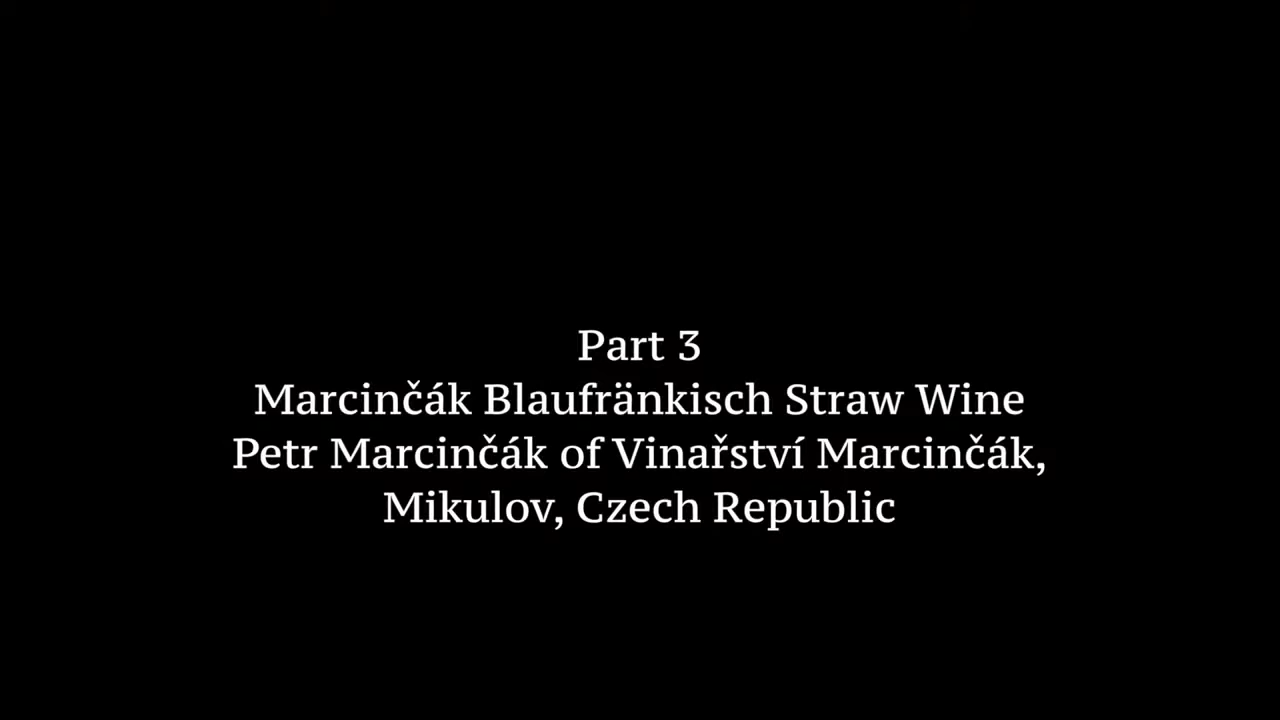 Part 3
Marcinčák Blaufränkisch Straw Wine
Petr Marcinčák of Vinařství Marcinčák,
Mikulov, Czech Republic